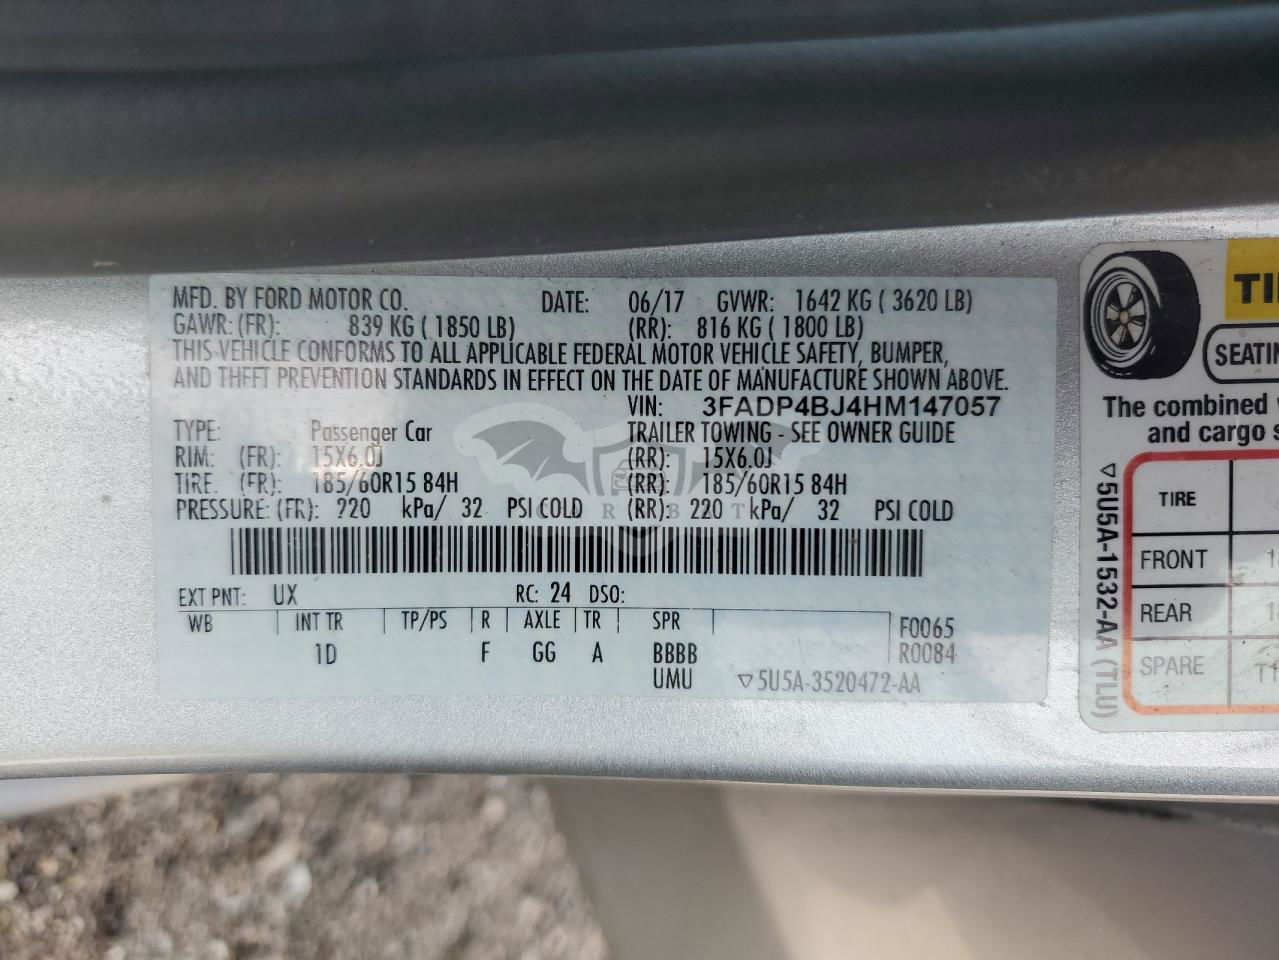 MFD. BY FORD MOTOR CO. DATE: 06/17 GVWR: 1642 KG ( 3620 LB)
GAWR: (FR): 839 KG ( 1850 LB) (RR): 816 KG ( 1800 LB)
THIS VEHICLE CONFORMS TO ALL APPLICABLE FEDERAL MOTOR VEHICLE SAFETY, BUMPER,
AND THEFT PREVENTION STANDARDS IN EFFECT ON THE DATE OF MANUFACTURE SHOWN ABOVE.
VIN: 3FADP4BJ4HM147057
TYPE: Passenger Car TRAILER TOWING - SEE OWNER GUIDE
RIM: (FR): 15X6.0J (RR): 15X6.0J
TIRE: (FR): 185/60R15 84H (RR): 185/60R15 84H
PRESSURE: (FR): 220 kPa/ 32 PSI COLD (RR): 220 kPa/ 32 PSI COLD
EXT PNT: UX RC: 24 DSO:
WB INT TR TP/PS R AXLE TR SPR F0065
1D F GG A BBBB R0084
UMU ▽5U5A-3520472-AA
TI
SEATIN
The combined
and cargo s
TIRE
FRONT 1
REAR 1
SPARE T1
▽5U5A-1532-AA (TLU)